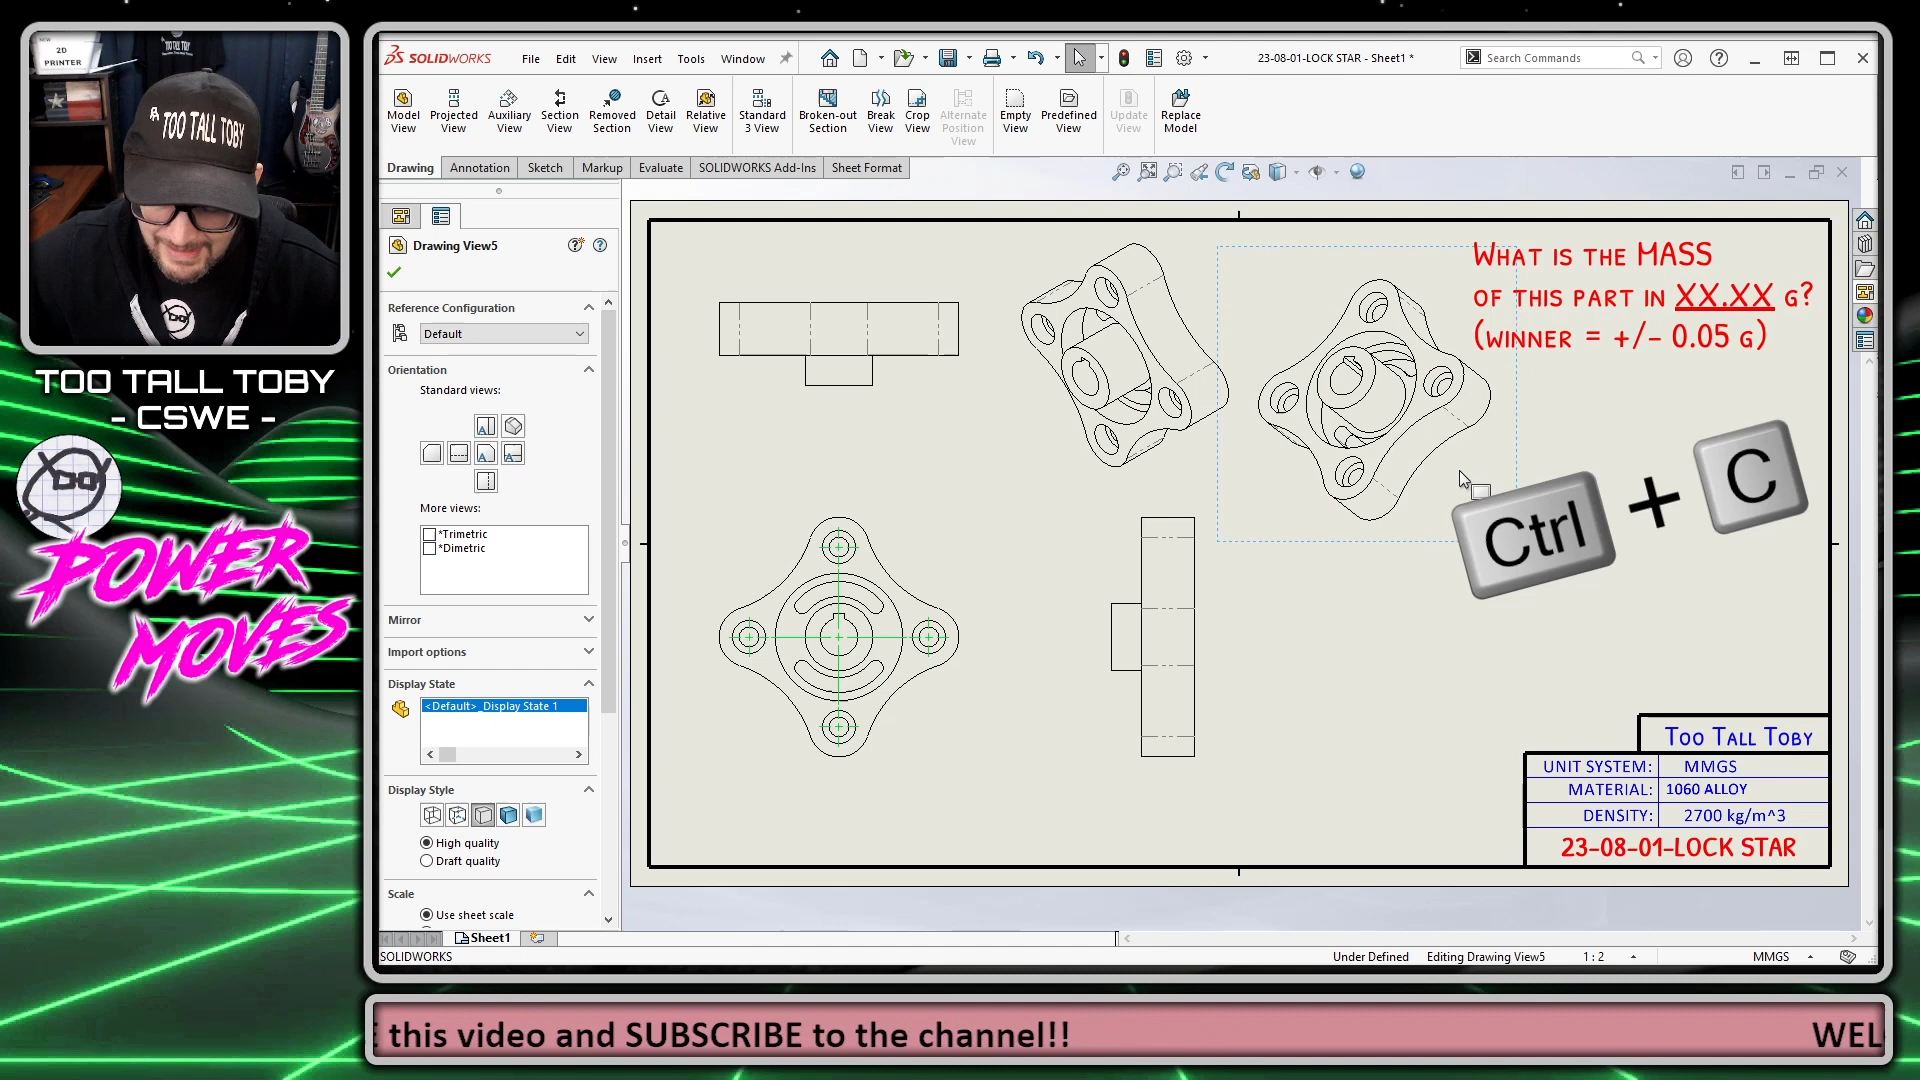 NEW
2D
PRINTER
TOO TALL TOBY
TOO TALL TOBY
- CSWE -
POWER
MOVES
SOLIDWORKS
File
Edit
View
Insert
Tools
Window
23-08-01-LOCK STAR - Sheet1 *
Search Commands
Model
View
Projected
View
Auxiliary
View
Section
View
Removed
Section
Detail
View
Relative
View
Standard
3 View
Broken-out
Section
Break
View
Crop
View
Alternate
Position
View
Empty
View
Predefined
View
Update
View
Replace
Model
Drawing
Annotation
Sketch
Markup
Evaluate
SOLIDWORKS Add-Ins
Sheet Format
Drawing View5
Reference Configuration
Default
Orientation
Standard views:
More views:
*Trimetric
*Dimetric
Mirror
Import options
Display State
<Default>_Display State 1
Display Style
High quality
Draft quality
Scale
Use sheet scale
WHAT IS THE MASS
OF THIS PART IN XX.XX G?
(WINNER = +/- 0.05 G)
Ctrl + C
TOO TALL TOBY
UNIT SYSTEM: MMGS
MATERIAL: 1060 ALLOY
DENSITY: 2700 kg/m^3
23-08-01-LOCK STAR
Sheet1
SOLIDWORKS
Under Defined
Editing Drawing View5
1 : 2
MMGS
this video and SUBSCRIBE to the channel!!
WEL